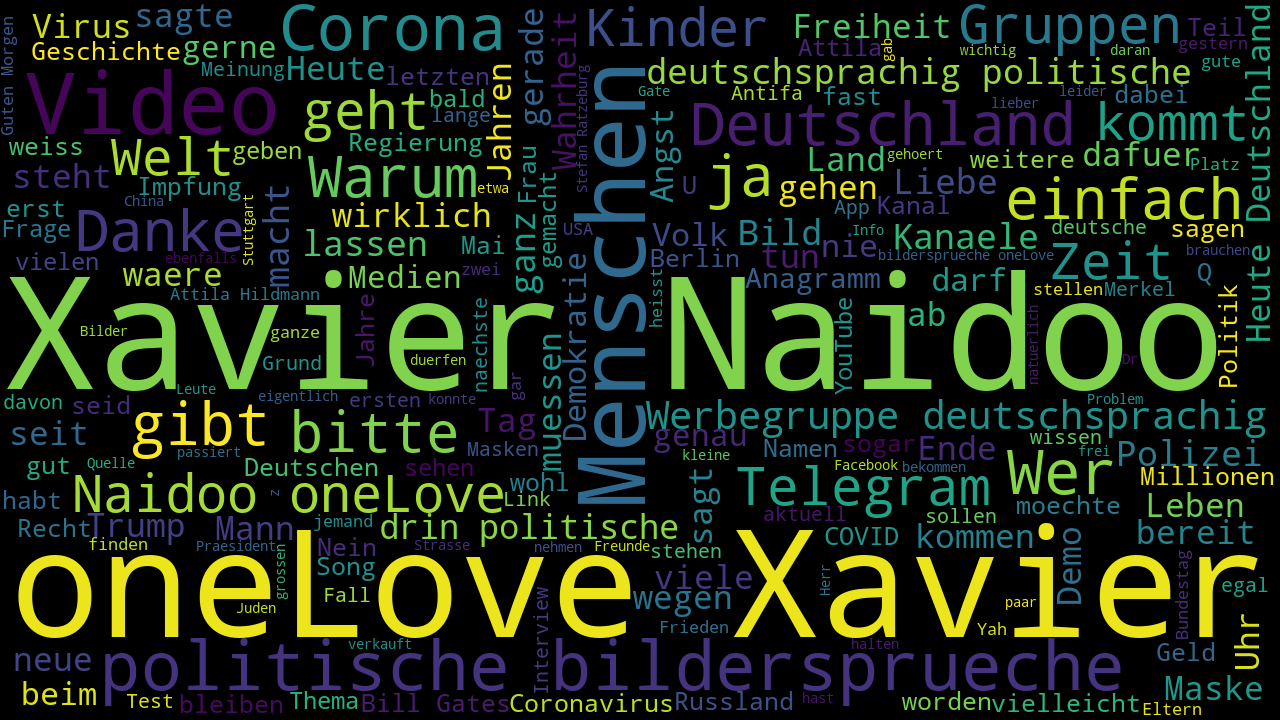 Guten Morgen
Virus
sagte
Corona
Kinder
Freiheit
Gruppen
Teil
gestern
Geschichte
gerne
Meinung
Heute
letzten
gerade
Wahrheit
Attila
gab
wichtig
daran
gute
Deutschland Heute
Video
geht
bald
lange
Jahren
Menschen
deutschsprachig politische
Gate
Antifa
fast
lieber
leider
dabei
stefan Ratzeburg
Deutschland
kommt
weiss
Welt
geben
Regierung
Warum
Frau
Angst
ja
Land
gehoert
weitere
dafuer
Platz
steht
Impfung
China
etwa
gemacht
U
gehen
Liebe
einfach
Heute Deutschland
erst
Frage
Danke
Stuttgart
macht
wirklich
ganz
USA
App
Kanal
Info
deutsche
sagen
vielen
ebenfalls
lassen
Mai
Volk
Bild
nie
Kanaele
bildersprueche oneLove
Zeit
brauchen
waere
Medien
zwei
Berlin
tun
Anagramm
darf
Q
Attila Hildmann
Jahre
naechste
Demokratie
heisst
stellen
Merkel
Xavier Naidoo
Bilder
ganze
Grund
duerfen
muessen
YouTube
ab
natuerlich
Dr
Politik
Leute
eigentlich
gar
davon
seid
ersten
konnte
Problem
gibt
bitte
Tag
Werbegruppe deutschsprachig
seit
passiert
Masken
genau
Namen
sogar
Ende
wissen
frei
Polizei
gut
Quelle
Deutschen
sehen
kleine
Facebook
bekommen
Millionen
habt
z
Naidoo oneLove
Link
wohl
sagt
Telegram
Wer
Leben
Recht
Trump
Mann
jemand
drin politische
aktuell
sollen
moechte
finden
Praesident
Nein
Strasse
nehmen
Freunde
stehen
COVID
kommen
Demo
bereit
oneLove Xavier
grossen
Song
Fall
Juden
viele
wegen
Herr
paar
egal
Bundestag
Frieden
Yah
Uhr
politische bildersprueche
verkauft
Interview
halten
Geld
neue
beim
Test
bleiben
Thema
Bill Gates
Coronavirus
Russland
hast
worden
vielleicht
Eltern
Maske